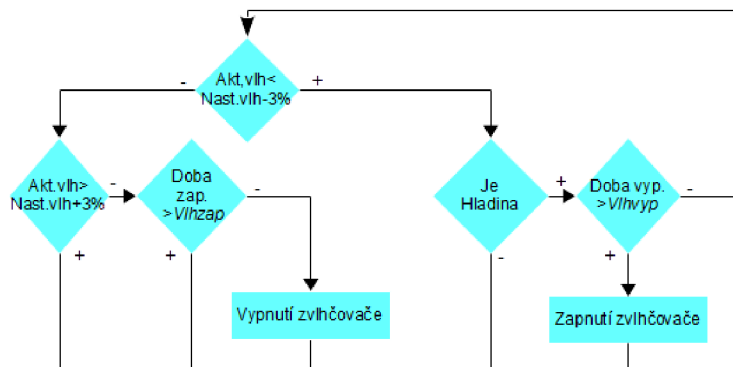 Akt,vlh<
Nast.vlh-3%
-
+
Akt.vlh>
Nast.vlh+3%
-
+
Doba
zap.
>Vlhzap
-
+
Vypnutí zvlhčovače
Je
Hladina
+
-
Doba vyp.
>Vlhvyp
-
+
Zapnutí zvlhčovače